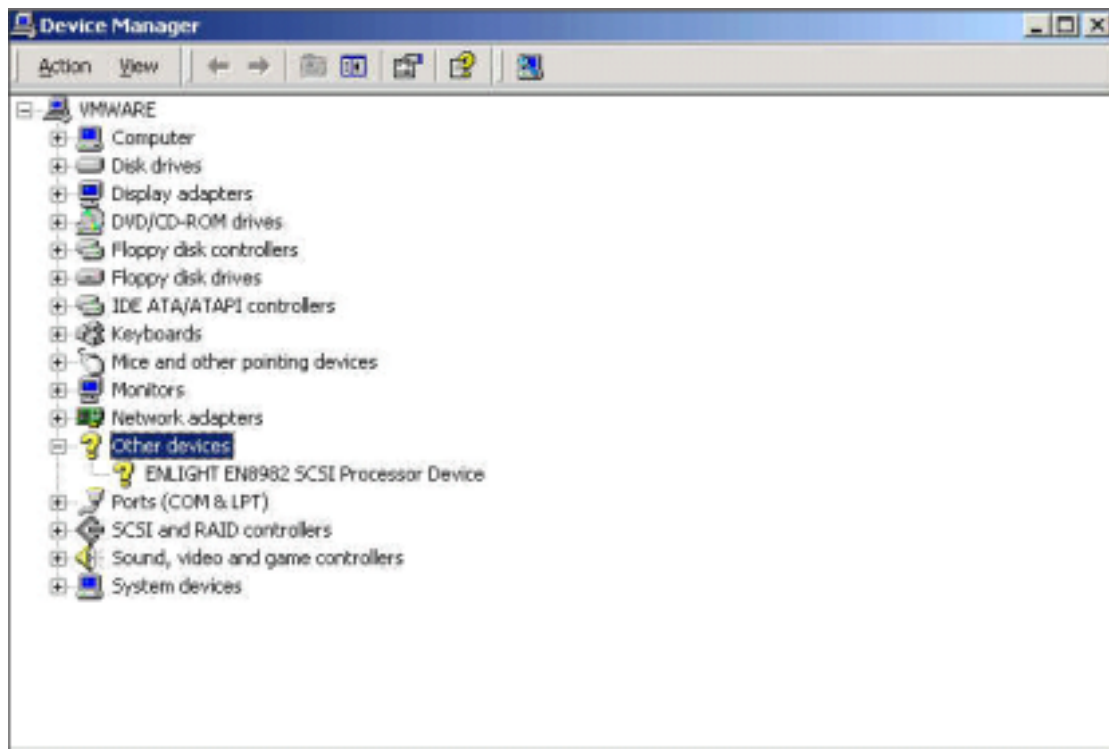 Device Manager
Action View
VMWARE
Computer
Disk drives
Display adapters
DVD/CD-ROM drives
Floppy disk controllers
Floppy disk drives
IDE ATA/ATAPI controllers
Keyboards
Mice and other pointing devices
Monitors
Network adapters
Other devices
ENLIGHT EN8982 SCSI Processor Device
Ports (COM & LPT)
SCSI and RAID controllers
Sound, video and game controllers
System devices